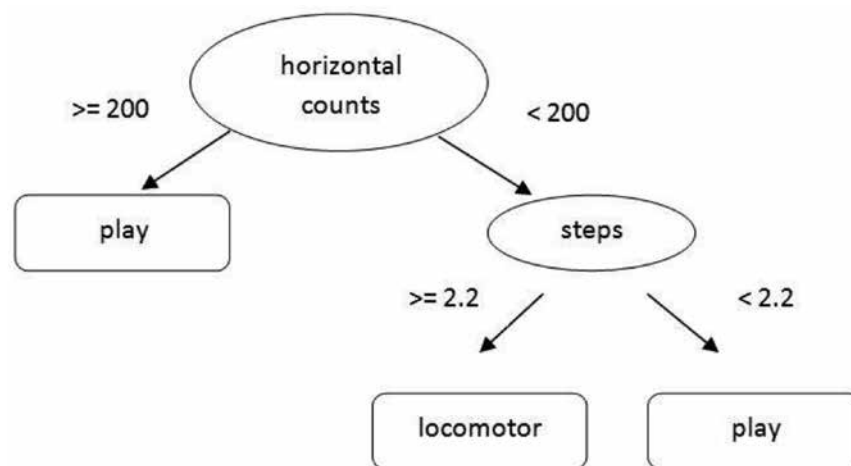 horizontal
counts
>= 200
< 200
play
steps
>= 2.2
< 2.2
locomotor
play